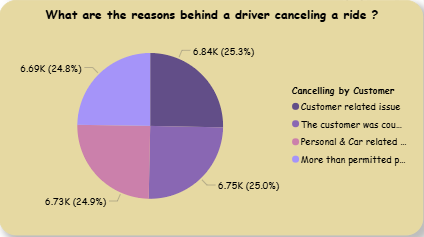 What are the reasons behind a driver canceling a ride ?
6.84K (25.3%)
6.69K (24.8%)
Cancelling by Customer
Customer related issue
The customer was cou...
Personal & Car related ...
More than permitted p...
6.75K (25.0%)
6.73K (24.9%)